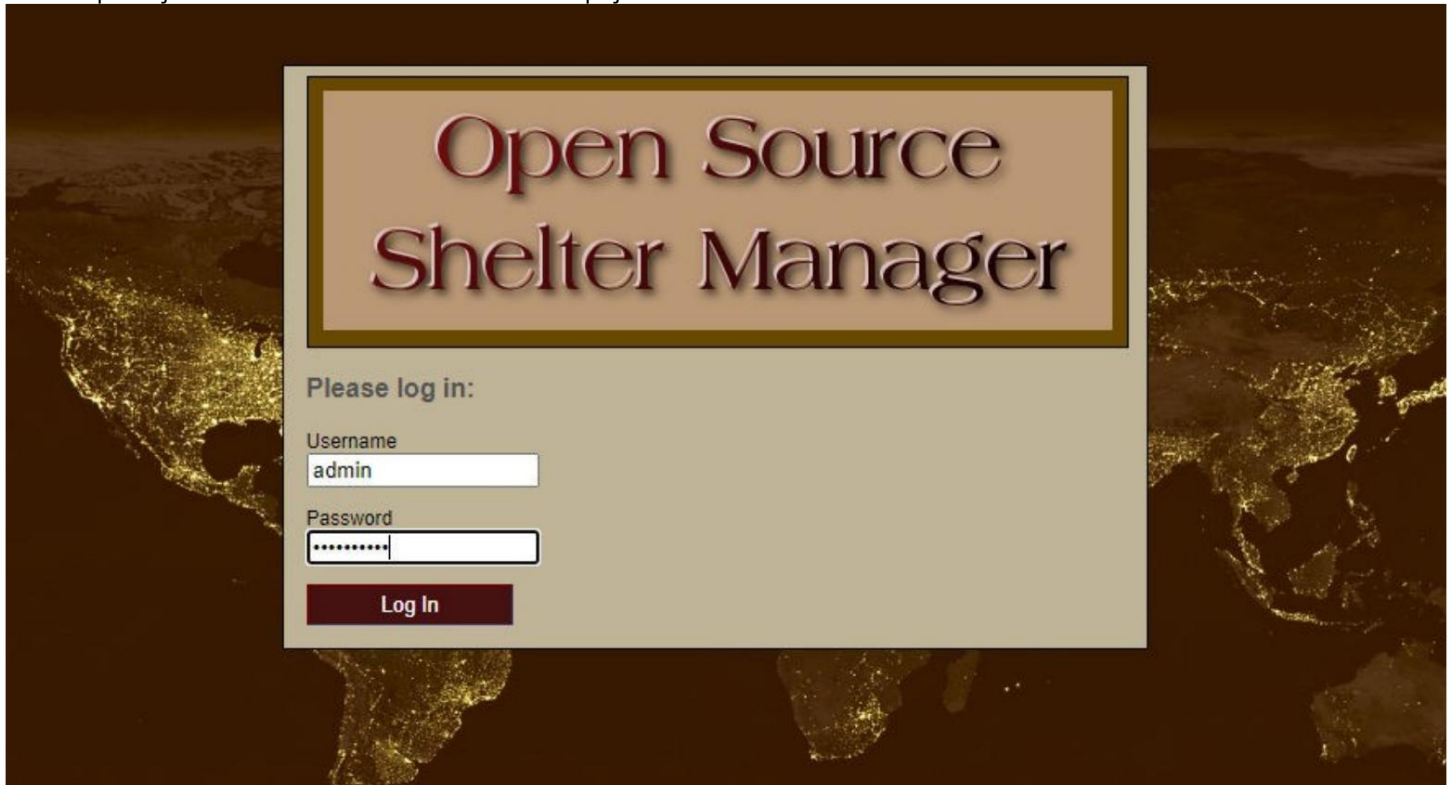 Open Source
Shelter Manager
Please log in:
Username
admin
Password
••••••••••
Log In